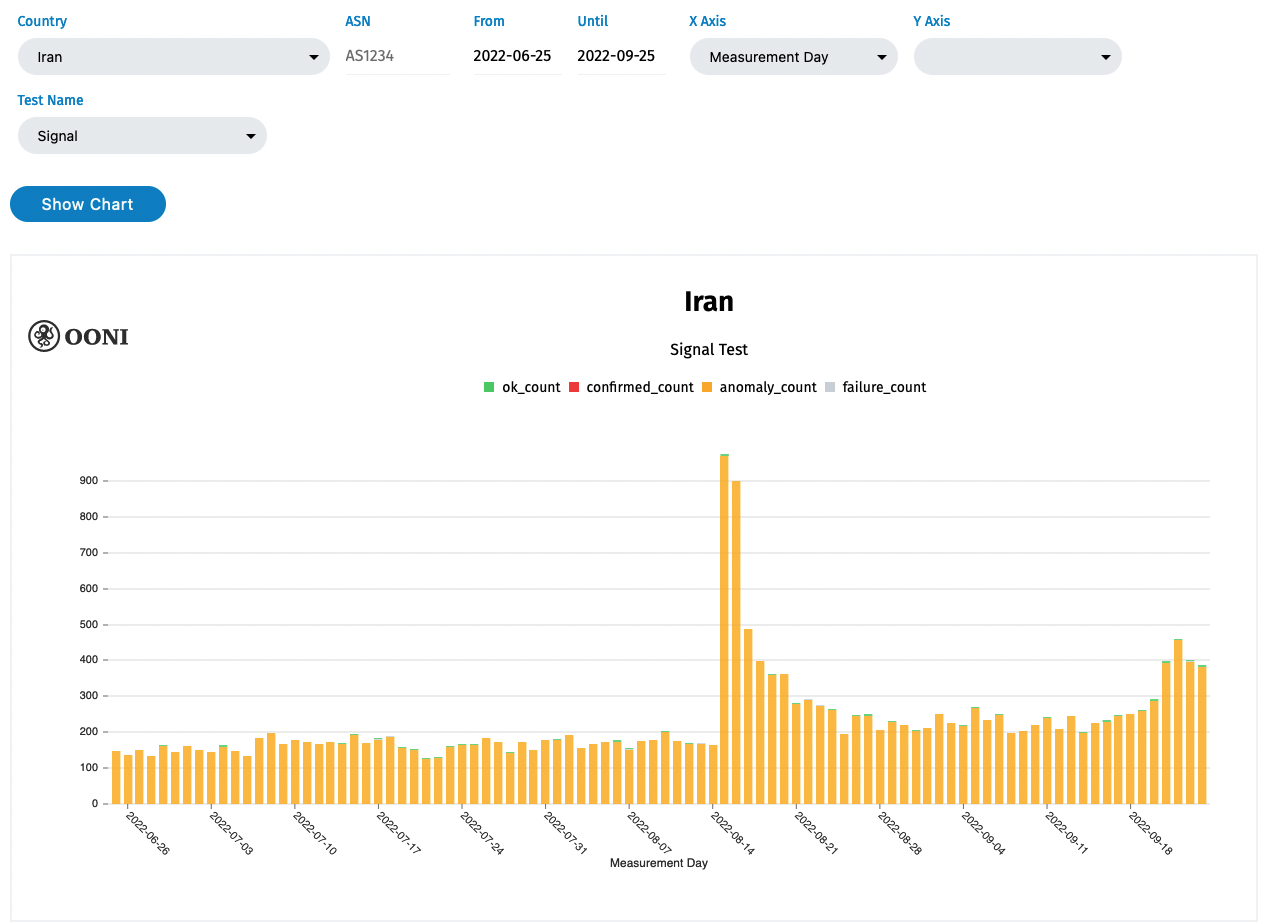 Country ASN From Until X Axis Y Axis
Iran AS1234 2022-06-25 2022-09-25 Measurement Day
Test Name
Signal
Show Chart
Iran
OONI
Signal Test
ok_count confirmed_count anomaly_count failure_count
900
800
700
600
500
400
300
200
100
0
2022-06-26 2022-07-03 2022-07-10 2022-07-17 2022-07-24 2022-07-31 2022-08-07 2022-08-14 2022-08-21 2022-08-28 2022-09-04 2022-09-11 2022-09-18
Measurement Day